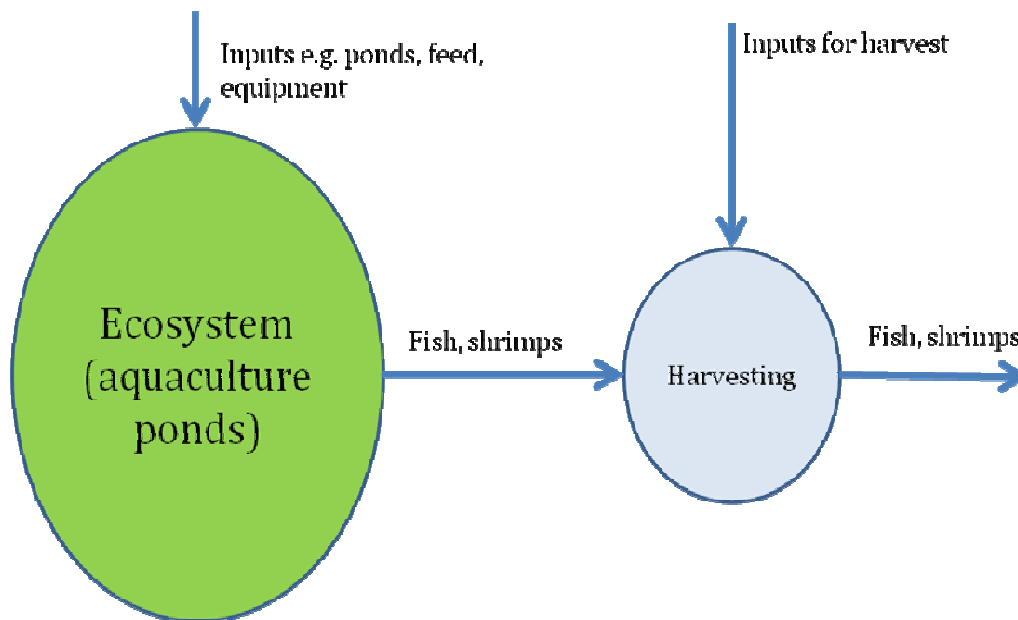 Inputs e.g. ponds, feed,
equipment
Inputs for harvest
Ecosystem
(aquaculture
ponds)
Fish, shrimps
Harvesting
Fish, shrimps